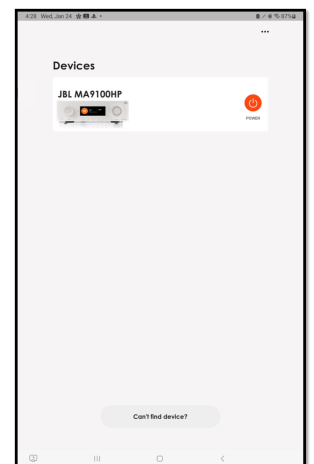 4:28 Wed, Jan 24
87%
Devices
JBL MA9100HP
POWER
Can't find device?